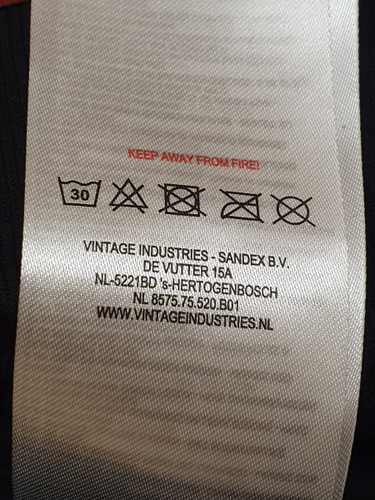 KEEP AWAY FROM FIRE!
30
VINTAGE INDUSTRIES - SANDEX B.V.
DE VUTTER 15A
NL-5221BD 's-HERTOGENBOSCH
NL 8575.75.520.B01
WWW.VINTAGEINDUSTRIES.NL